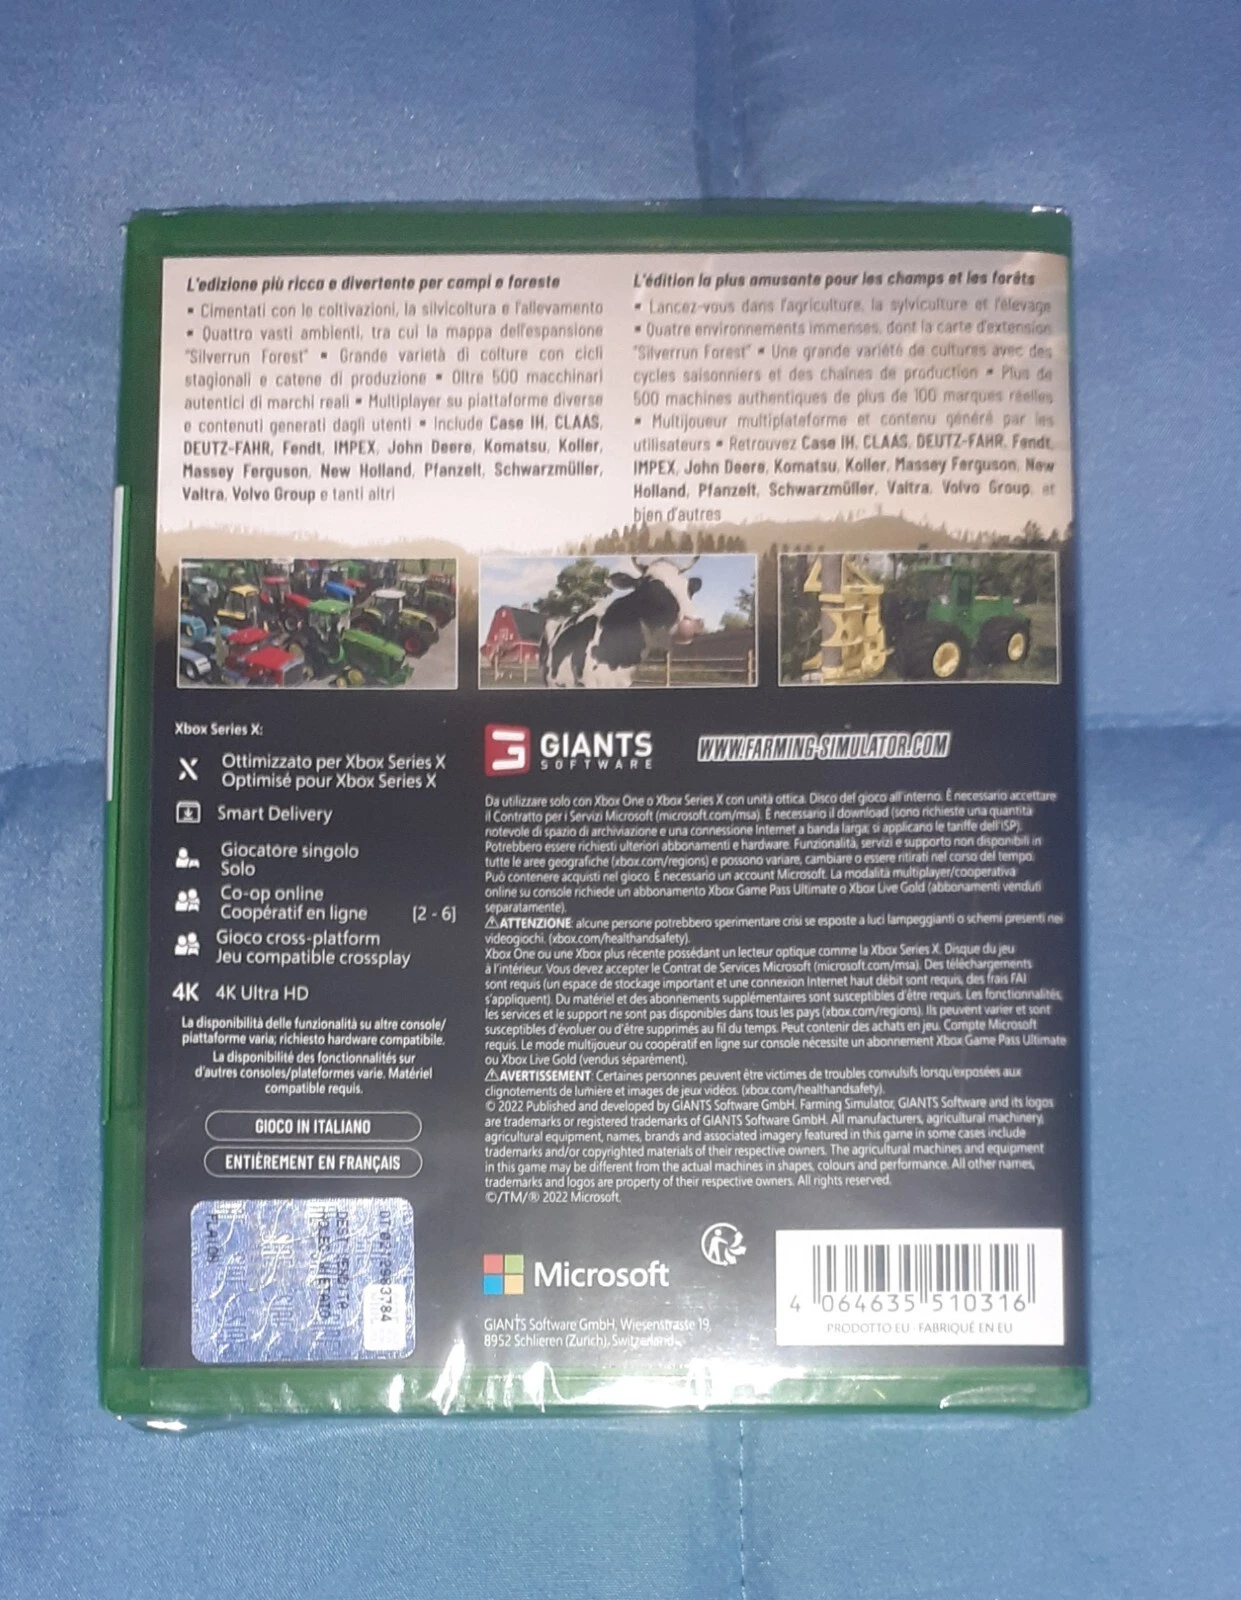 L'edizione più ricca e divertente per campi e foreste
▪ Cimentati con le coltivazioni, la silvicoltura e l'allevamento
▪ Quattro vasti ambienti, tra cui la mappa dell'espansione
"Silverrun Forest" ▪ Grande varietà di colture con cicli
stagionali e catene di produzione ▪ Oltre 500 macchinari
autentici di marchi reali ▪ Multiplayer su piattaforme diverse
e contenuti generati dagli utenti ▪ Include Case IH, CLAAS,
DEUTZ-FAHR, Fendt, IMPEX, John Deere, Komatsu, Koller,
Massey Ferguson, New Holland, Pfanzelt, Schwarzmüller,
Valtra, Volvo Group e tanti altri
L'édition la plus amusante pour les champs et les forêts
▪ Lancez-vous dans l'agriculture, la sylviculture et l'élevage
▪ Quatre environnements immenses, dont la carte d'extension
"Silverrun Forest" ▪ Une grande variété de cultures avec des
cycles saisonniers et des chaînes de production ▪ Plus de
500 machines authentiques de plus de 100 marques réelles
▪ Multijoueur multiplateforme et contenu généré par les
utilisateurs ▪ Retrouvez Case IH, CLAAS, DEUTZ-FAHR, Fendt,
IMPEX, John Deere, Komatsu, Koller, Massey Ferguson, New
Holland, Pfanzelt, Schwarzmüller, Valtra, Volvo Group, et
bien d'autres
Xbox Series X:
Ottimizzato per Xbox Series X
Optimisé pour Xbox Series X
Smart Delivery
Giocatore singolo
Solo
Co-op online
Coopératif en ligne [2 - 6]
Gioco cross-platform
Jeu compatible crossplay
4K 4K Ultra HD
La disponibilità delle funzionalità su altre console/
piattaforme varia; richiesto hardware compatibile.
La disponibilité des fonctionnalités sur
d'autres consoles/plateformes varie. Matériel
compatible requis.
GIOCO IN ITALIANO
ENTIÈREMENT EN FRANÇAIS
GIANTS
SOFTWARE
WWW.FARMING-SIMULATOR.COM
Da utilizzare solo con Xbox One o Xbox Series X con unità ottica. Disco del gioco all'interno. È necessario accettare
il Contratto per i Servizi Microsoft (microsoft.com/msa). È necessario il download (sono richieste una quantità
notevole di spazio di archiviazione e una connessione Internet a banda larga; si applicano le tariffe dell'ISP).
Potrebbero essere richiesti ulteriori abbonamenti e hardware. Funzionalità, servizi e supporto non disponibili in
tutte le aree geografiche (xbox.com/regions) e possono variare, cambiare o essere ritirati nel corso del tempo.
Può contenere acquisti nel gioco. È necessario un account Microsoft. La modalità multiplayer/cooperativa
online su console richiede un abbonamento Xbox Game Pass Ultimate o Xbox Live Gold (abbonamenti venduti
separatamente).
⚠ATTENZIONE: alcune persone potrebbero sperimentare crisi se esposte a luci lampeggianti o schemi presenti nei
videogiochi. (xbox.com/healthandsafety).
Xbox One ou une Xbox plus récente possédant un lecteur optique comme la Xbox Series X. Disque du jeu
à l'intérieur. Vous devez accepter le Contrat de Services Microsoft (microsoft.com/msa). Des téléchargements
sont requis (un espace de stockage important et une connexion Internet haut débit sont requis, des frais FAI
s'appliquent). Du matériel et des abonnements supplémentaires sont susceptibles d'être requis. Les fonctionnalités,
les services et le support ne sont pas disponibles dans tous les pays (xbox.com/regions). Ils peuvent varier et sont
susceptibles d'évoluer ou d'être supprimés au fil du temps. Peut contenir des achats en jeu. Compte Microsoft
requis. Le mode multijoueur ou coopératif en ligne sur console nécessite un abonnement Xbox Game Pass Ultimate
ou Xbox Live Gold (vendus séparément).
⚠AVERTISSEMENT: Certaines personnes peuvent être victimes de troubles convulsifs lorsqu'exposées aux
clignotements de lumière et images de jeux vidéos. (xbox.com/healthandsafety).
© 2022 Published and developed by GIANTS Software GmbH. Farming Simulator, GIANTS Software and its logos
are trademarks or registered trademarks of GIANTS Software GmbH. All manufacturers, agricultural machinery,
agricultural equipment, names, brands and associated imagery featured in this game in some cases include
trademarks and/or copyrighted materials of their respective owners. The agricultural machines and equipment
in this game may be different from the actual machines in shapes, colours and performance. All other names,
trademarks and logos are property of their respective owners. All rights reserved.
©/TM/® 2022 Microsoft.
Microsoft
GIANTS Software GmbH, Wiesenstrasse 19,
8952 Schlieren (Zurich), Switzerland
4 064635 510316
PRODOTTO EU FABRIQUÉ EN EU